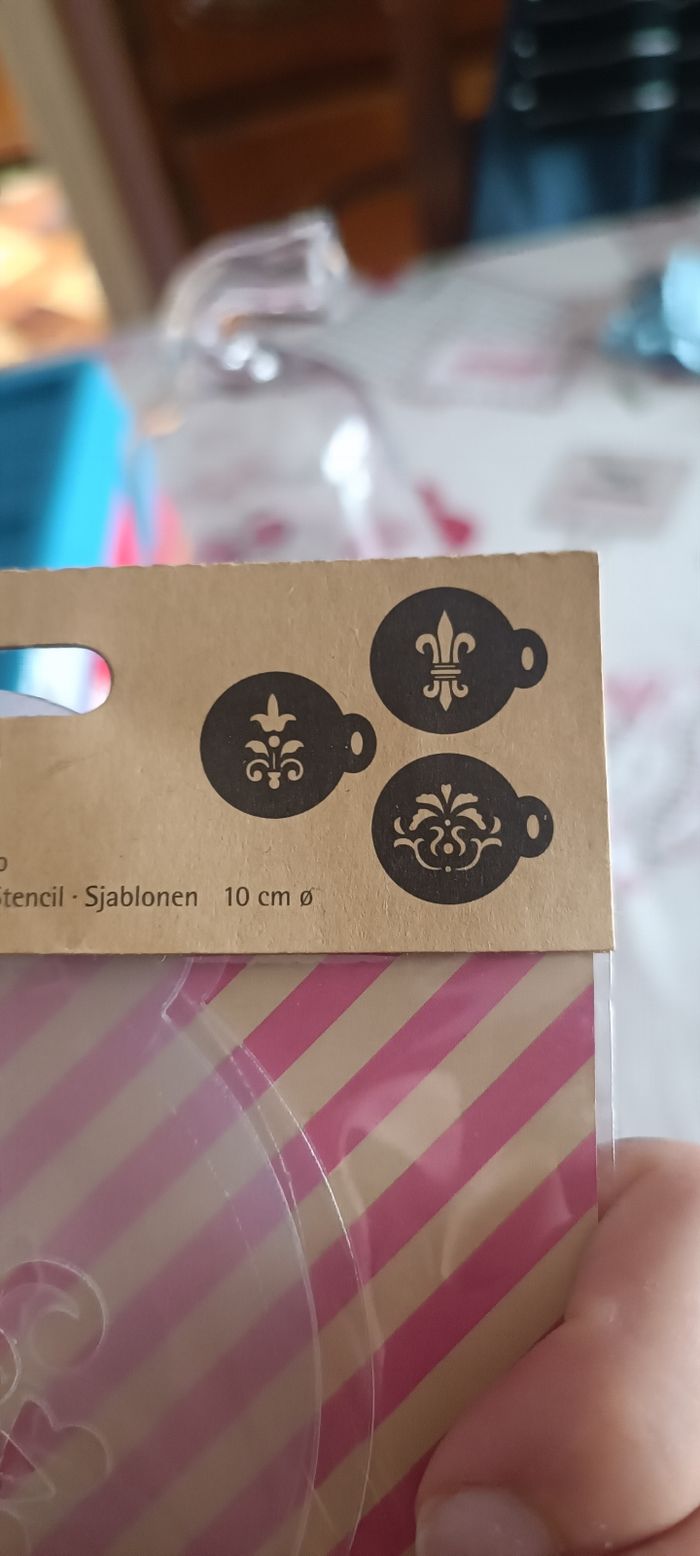 Stencil · Sjablonen 10 cm ø